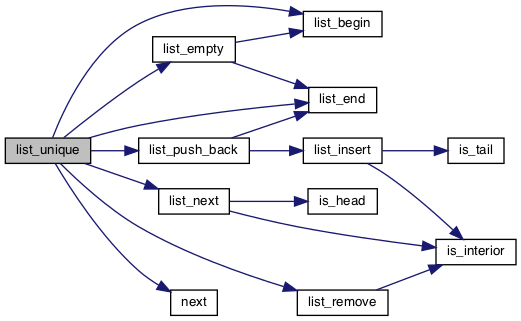 list_begin
list_empty
list_end
list_unique
list_push_back
list_insert
is_tail
list_next
is_head
is_interior
next
list_remove